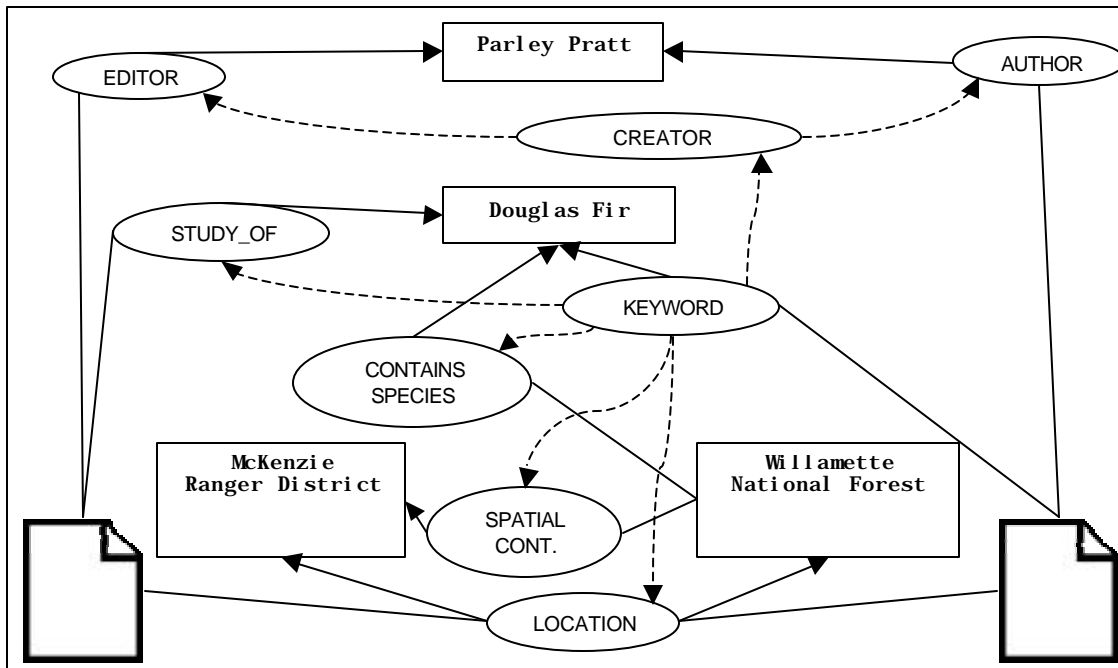 Parley Pratt
EDITOR
AUTHOR
CREATOR
Douglas Fir
STUDY_OF
KEYWORD
CONTAINS
SPECIES
McKenzie
Ranger District
Willamette
National Forest
SPATIAL
CONT.
LOCATION